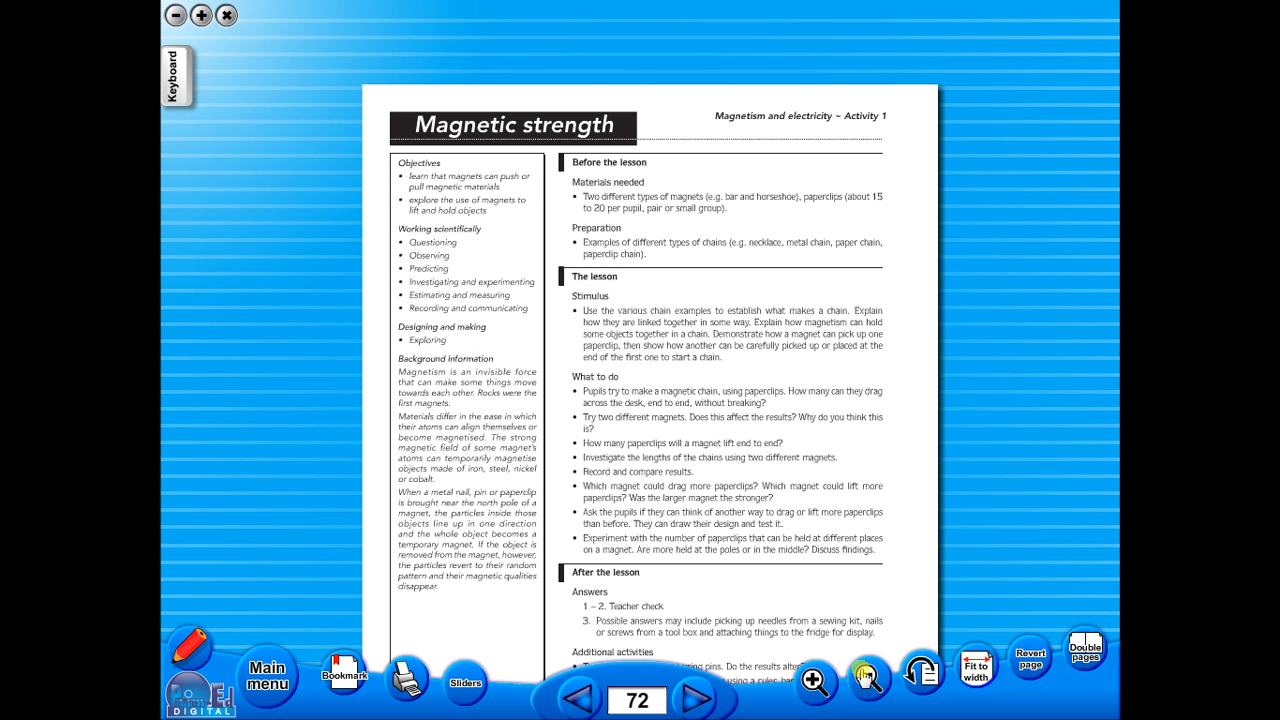 Keyboard
Magnetic strength
Magnetism and electricity ~ Activity 1
Objectives
• learn that magnets can push or
pull magnetic materials
• explore the use of magnets to
lift and hold objects
Working scientifically
• Questioning
• Observing
• Predicting
• Investigating and experimenting
• Estimating and measuring
• Recording and communicating
Designing and making
• Exploring
Background information
Magnetism is an invisible force
that can make some things move
towards each other. Rocks were the
first magnets.
Materials differ in the ease in which
their atoms can align themselves or
become magnetised. The strong
magnetic field of some magnet's
atoms can temporarily magnetise
objects made of iron, steel, nickel
or cobalt.
When a metal nail, pin or paperclip
is brought near the north pole of a
magnet, the particles inside those
objects line up in one direction
and the whole object becomes a
temporary magnet. If the object is
removed from the magnet, however,
the particles revert to their random
pattern and their magnetic qualities
disappear.
Before the lesson
Materials needed
• Two different types of magnets (e.g. bar and horseshoe), paperclips (about 15
to 20 per pupil, pair or small group).
Preparation
• Examples of different types of chains (e.g. necklace, metal chain, paper chain,
paperclip chain).
The lesson
Stimulus
• Use the various chain examples to establish what makes a chain. Explain
how they are linked together in some way. Explain how magnetism can hold
some objects together in a chain. Demonstrate how a magnet can pick up one
paperclip, then show how another can be carefully picked up or placed at the
end of the first one to start a chain.
What to do
• Pupils try to make a magnetic chain, using paperclips. How many can they drag
across the desk, end to end, without breaking?
• Try two different magnets. Does this affect the results? Why do you think this
is?
• How many paperclips will a magnet lift end to end?
• Investigate the lengths of the chains using two different magnets.
• Record and compare results.
• Which magnet could drag more paperclips? Which magnet could lift more
paperclips? Was the larger magnet the stronger?
• Ask the pupils if they can think of another way to drag or lift more paperclips
than before. They can draw their design and test it.
• Experiment with the number of paperclips that can be held at different places
on a magnet. Are more held at the poles or in the middle? Discuss findings.
After the lesson
Answers
1 – 2. Teacher check
3. Possible answers may include picking up needles from a sewing kit, nails
or screws from a tool box and attaching things to the fridge for display.
Additional activities
pins. Do the results alter?
using a ruler,
Main
menu
Bookmark
Sliders
72
Fit to
width
Revert
page
Double
pages
DIGITAL